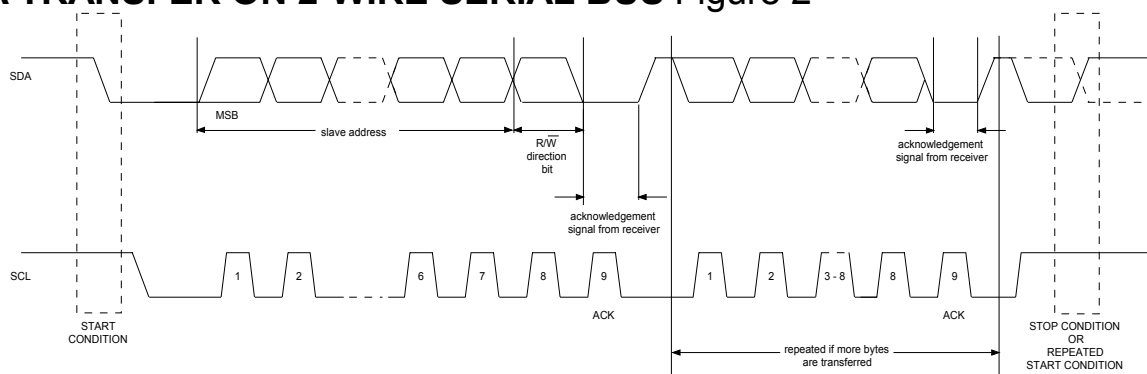 TRANSFER ON 2-WIRE SERIAL BUS Figure 2
SDA
MSB
slave address
R/W
direction
bit
acknowledgement
signal from receiver
acknowledgement
signal from receiver
SCL
1
2
6
7
8
9
1
2
3 - 8
8
9
ACK
ACK
START
CONDITION
STOP CONDITION
OR
REPEATED
START CONDITION
repeated if more bytes
are transferred